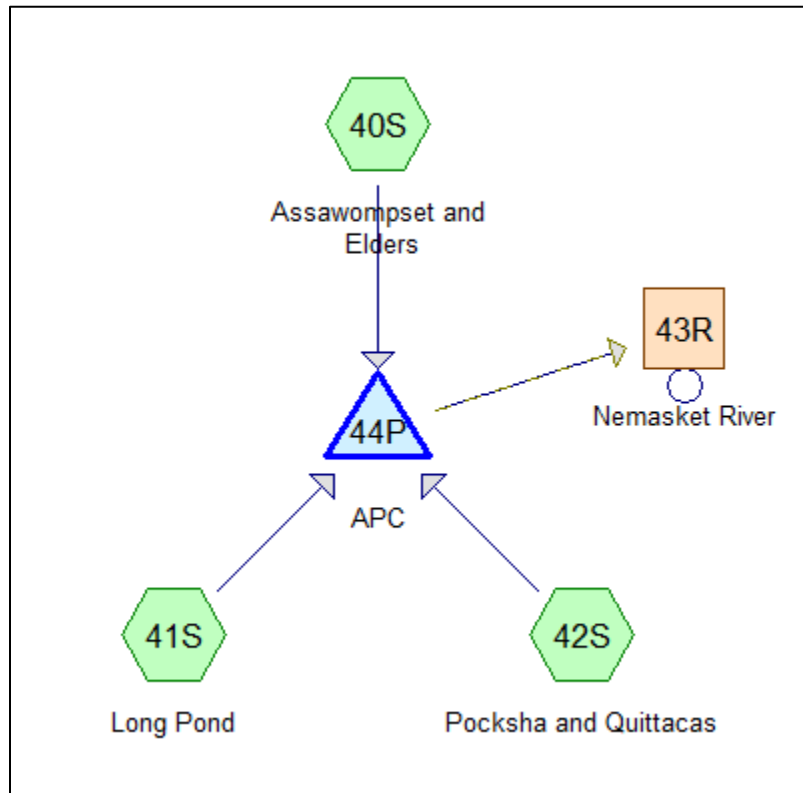 40S
Assawompset and
Elders
43R
Nemasket River
44P
APC
41S
42S
Long Pond
Pocksha and Quittacas